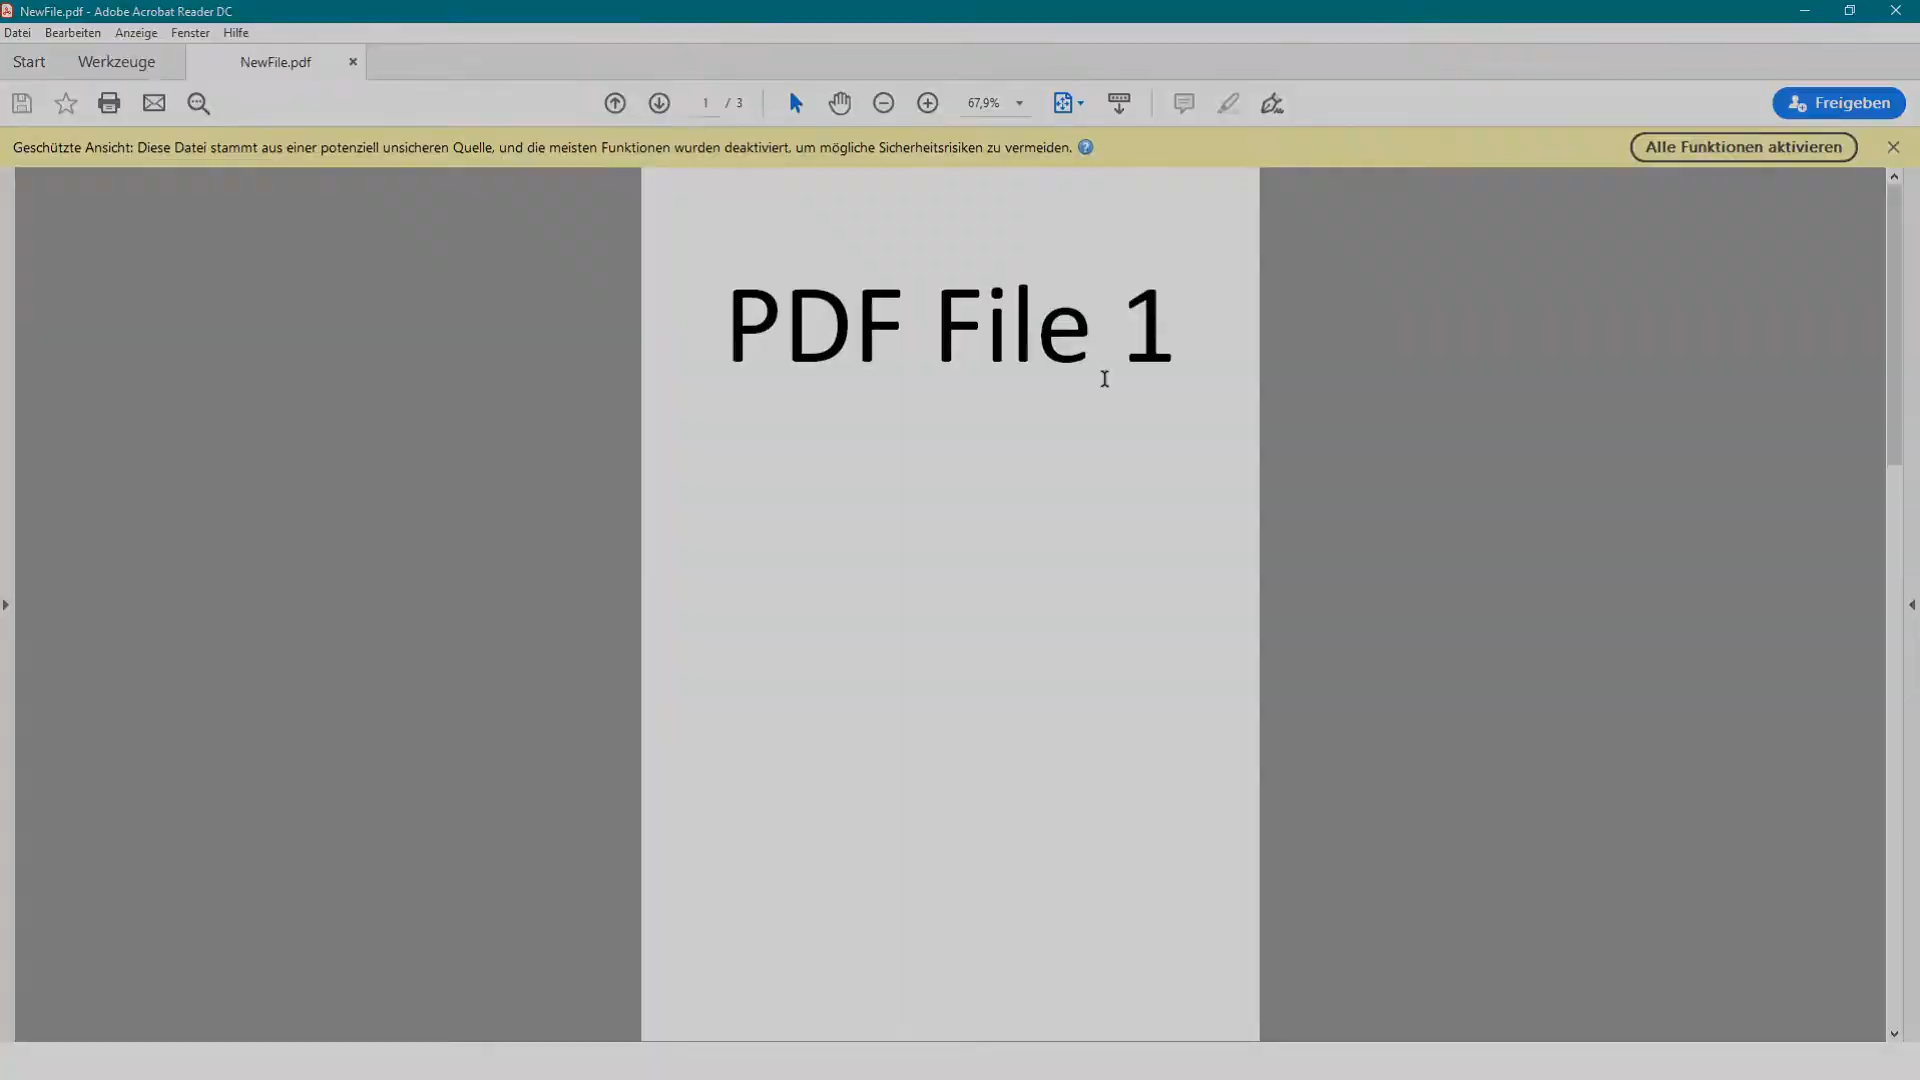 NewFile.pdf - Adobe Acrobat Reader DC
Datei Bearbeiten Anzeige Fenster Hilfe
Start Werkzeuge NewFile.pdf
1 / 3 67,9% Freigeben
Geschützte Ansicht: Diese Datei stammt aus einer potenziell unsicheren Quelle, und die meisten Funktionen wurden deaktiviert, um mögliche Sicherheitsrisiken zu vermeiden. Alle Funktionen aktivieren
PDF File 1